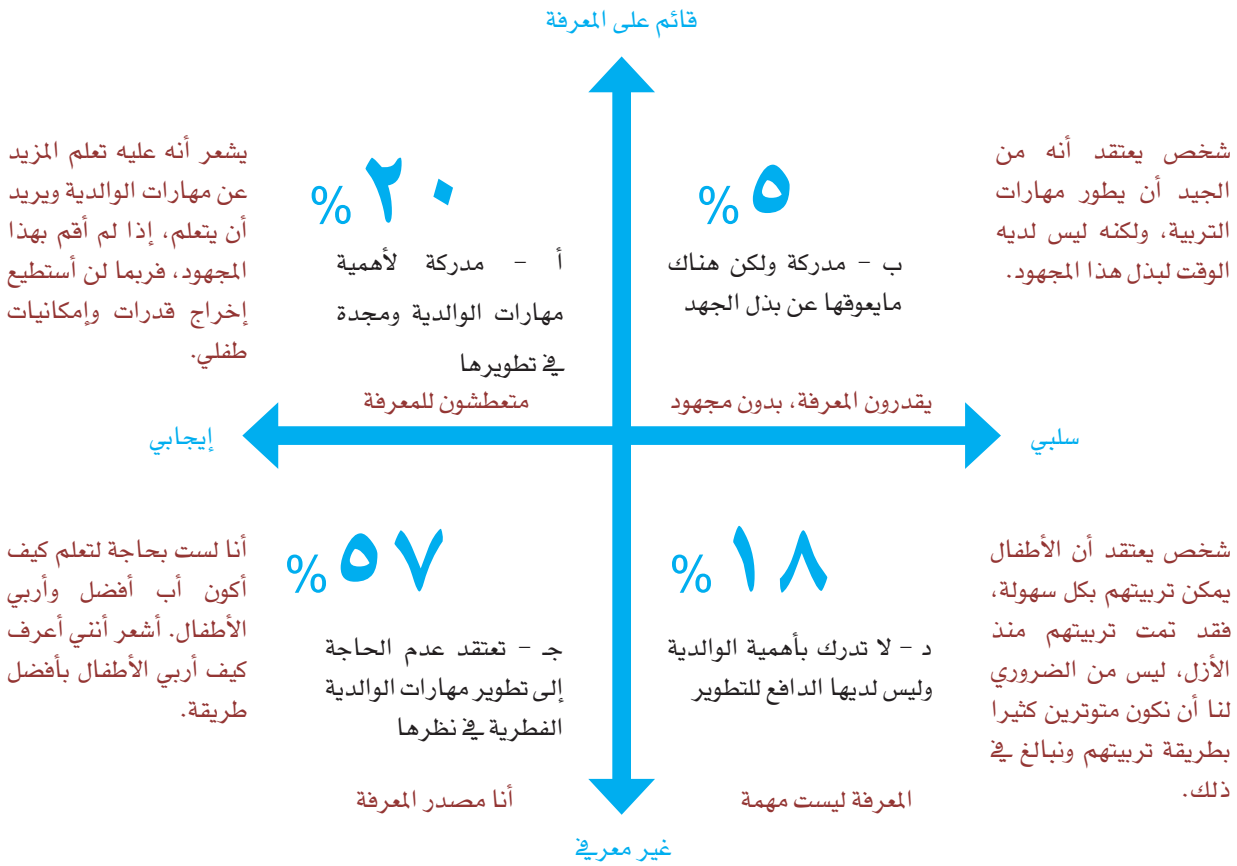 قائم على المعرفة
شخص يعتقد أنه من
الجيد أن يطور مهارات
التربية، ولكنه ليس لديه
الوقت لبذل هذا المجهود.
٥%
ب - مدركة ولكن هناك
مايعوقها عن بذل الجهد
يقدرون المعرفة، بدون مجهود
٢٠%
أ - مدركة لأهمية
مهارات الوالدية ومجدة
في تطويرها
متعطشون للمعرفة
يشعر أنه عليه تعلم المزيد
عن مهارات الوالدية ويريد
أن يتعلم، إذا لم أقم بهذا
المجهود، فربما لن أستطيع
إخراج قدرات وإمكانيات
طفلي.
سلبي
إيجابي
شخص يعتقد أن الأطفال
يمكن تربيتهم بكل سهولة،
فقد تمت تربيتهم منذ
الأزل، ليس من الضروري
لنا أن نكون متوترين كثيرا
بطريقة تربيتهم ونبالغ في
ذلك.
١٨%
د - لا تدرك بأهمية الوالدية
وليس لديها الدافع للتطوير
المعرفة ليست مهمة
٥٧%
جـ - تعتقد عدم الحاجة
إلى تطوير مهارات الوالدية
الفطرية في نظرها
أنا مصدر المعرفة
أنا لست بحاجة لتعلم كيف
أكون أب أفضل وأربي
الأطفال. أشعر أنني أعرف
كيف أربي الأطفال بأفضل
طريقة.
غير معرفي